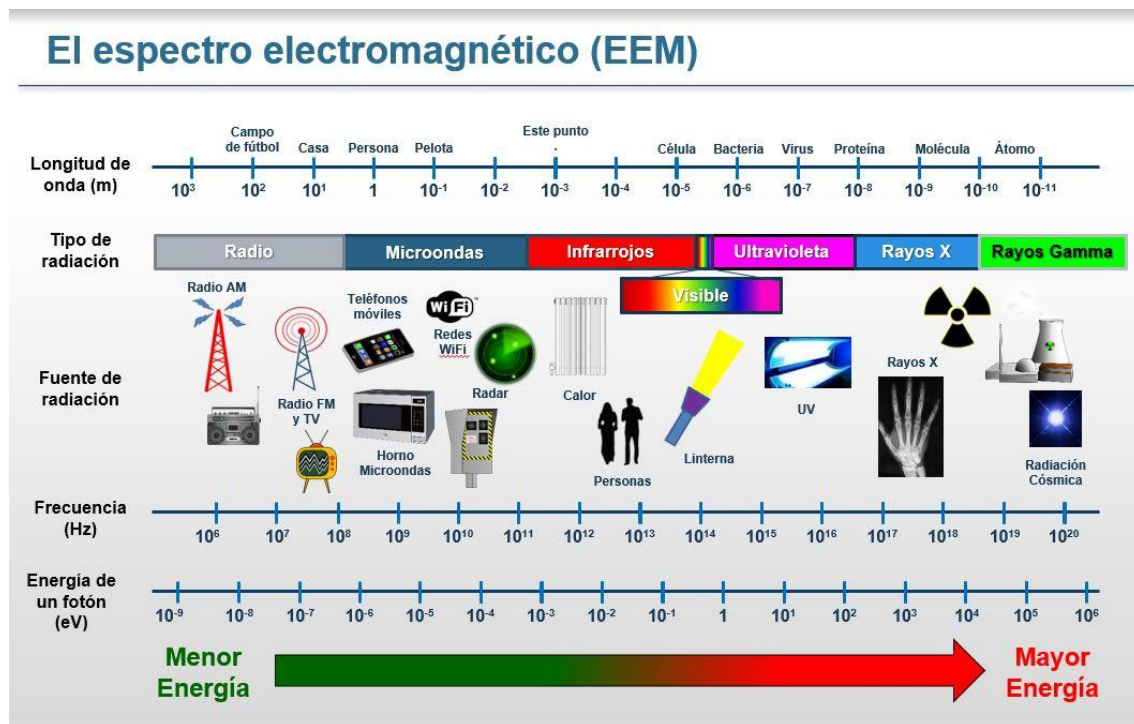 El espectro electromagnético (EEM)
Este punto
.
Campo
de fútbol
Casa
Persona
Pelota
Célula
Bacteria
Virus
Proteína
Molécula
Átomo
Longitud de
onda (m)
10³ 10² 10¹ 1 10⁻¹ 10⁻² 10⁻³ 10⁻⁴ 10⁻⁵ 10⁻⁶ 10⁻⁷ 10⁻⁸ 10⁻⁹ 10⁻¹⁰ 10⁻¹¹
Tipo de
radiación
Radio Microondas Infrarrojos Ultravioleta Rayos X Rayos Gamma
Visible
Fuente de
radiación
Radio AM
Radio FM
y TV
Teléfonos
móviles
Horno
Microondas
WiFi™
Redes
WiFi
Radar
Calor
Personas
Linterna
UV
Rayos X
Radiación
Cósmica
Frecuencia
(Hz)
10⁶ 10⁷ 10⁸ 10⁹ 10¹⁰ 10¹¹ 10¹² 10¹³ 10¹⁴ 10¹⁵ 10¹⁶ 10¹⁷ 10¹⁸ 10¹⁹ 10²⁰
Energía de
un fotón
(eV)
10⁻⁹ 10⁻⁸ 10⁻⁷ 10⁻⁶ 10⁻⁵ 10⁻⁴ 10⁻³ 10⁻² 10⁻¹ 1 10¹ 10² 10³ 10⁴ 10⁵ 10⁶
Menor
Energía
Mayor
Energía